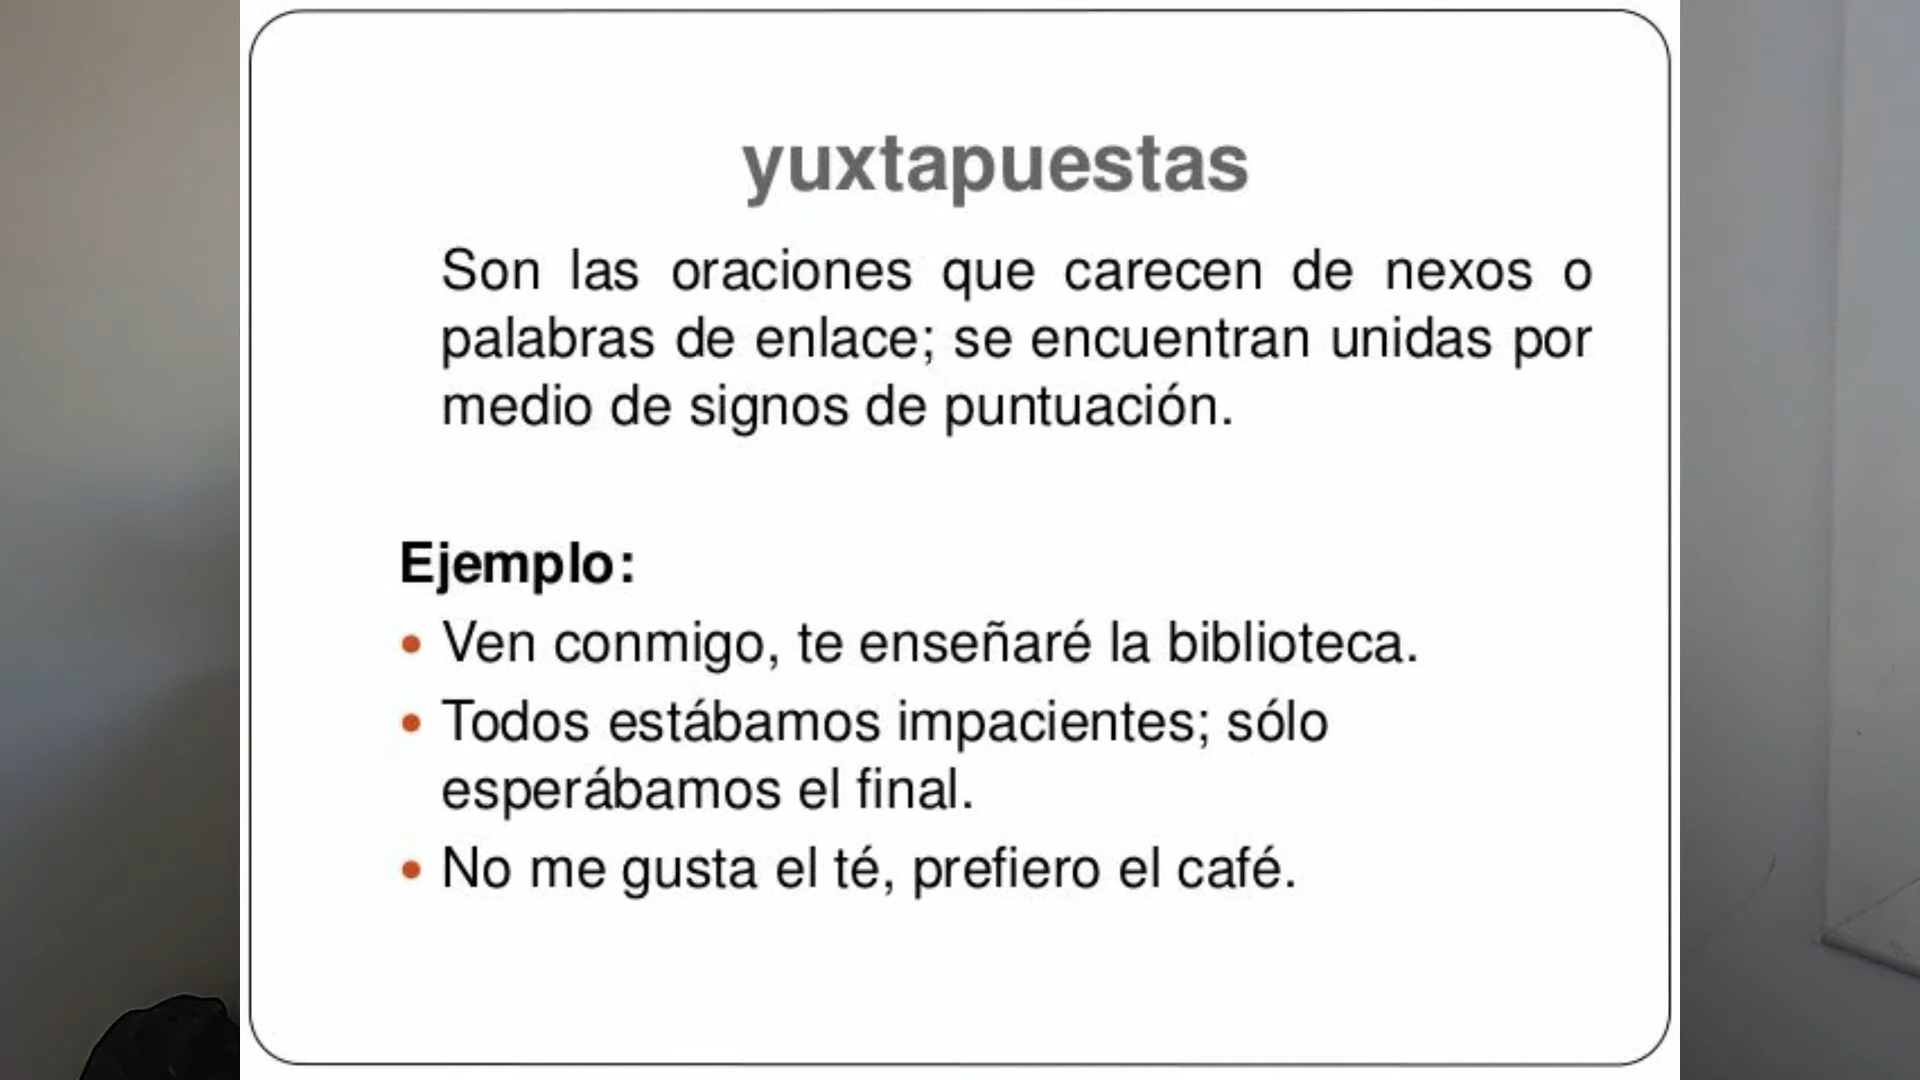 yuxtapuestas
Son las oraciones que carecen de nexos o
palabras de enlace; se encuentran unidas por
medio de signos de puntuación.
Ejemplo:
• Ven conmigo, te enseñaré la biblioteca.
• Todos estábamos impacientes; sólo
esperábamos el final.
• No me gusta el té, prefiero el café.